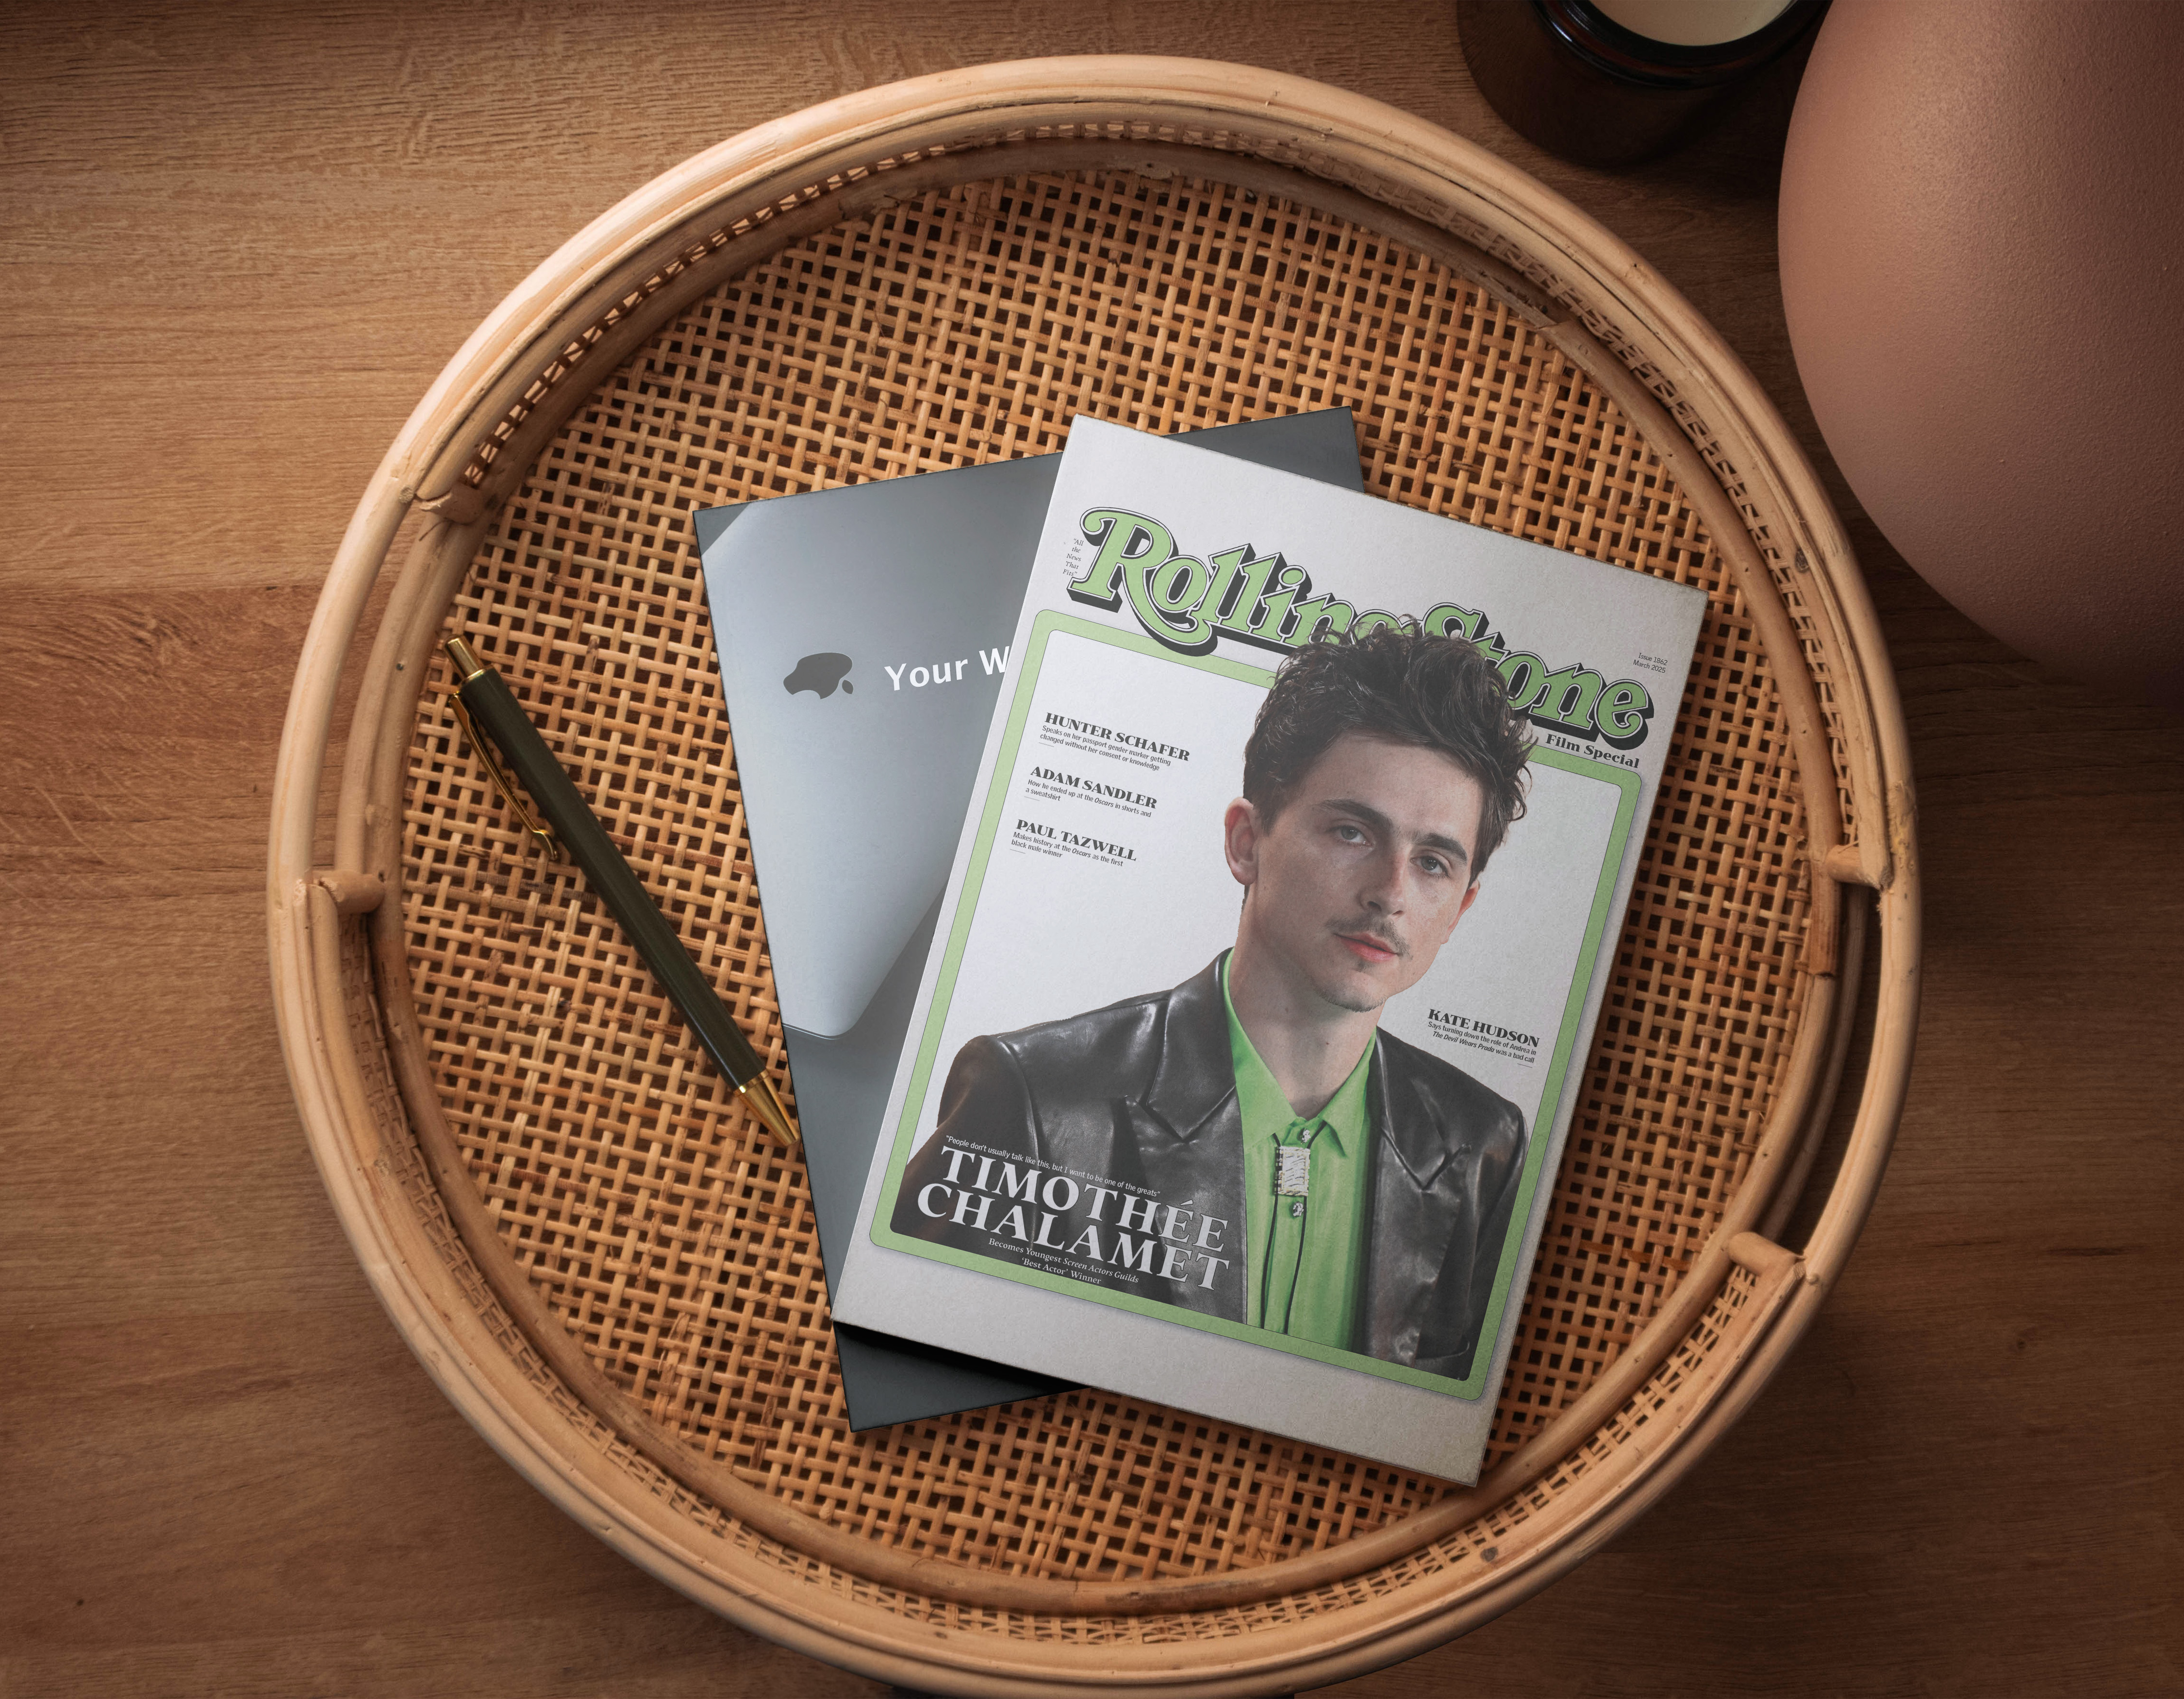 Your W
Rolling Stone
"All
the
News
That
Fits"
Issue 1862
March 2025
Film Special
HUNTER SCHAFER
Speaks on her passport gender marker getting
changed without her consent or knowledge
ADAM SANDLER
How he ended up at the Oscars in shorts and
a sweatshirt
PAUL TAZWELL
Makes history at the Oscars as the first
black male winner
KATE HUDSON
Says turning down the role of Andrea in
The Devil Wears Prada was a bad call
"People don't usually talk like this, but I want to be one of the greats"
TIMOTHÉE
CHALAMET
Becomes Youngest Screen Actors Guilds
'Best Actor' Winner